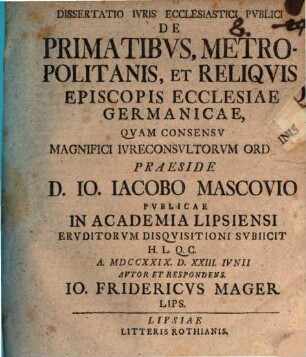 DISSERTATIO IVRIS ECCLESIASTICI PVBLICI
DE
PRIMATIBVS, METRO-
POLITANIS, ET RELIQVIS
EPISCOPIS ECCLESIAE
GERMANICAE,
QVAM CONSENSV
MAGNIFICI IVRECONSVLTORVM ORD
PRAESIDE
D. IO. IACOBO MASCOVIO
PVBLICAE
IN ACADEMIA LIPSIENSI
ERVDITORVM DISQVISITIONI SVBIICIT
H. L. Q. C.
A. MDCCXXIX. D. XXIII. IVNII
AVTOR ET RESPONDENS.
IO. FRIDERICVS MAGER
LIPS.
LIPSIAE
LITTERIS ROTHIANIS.